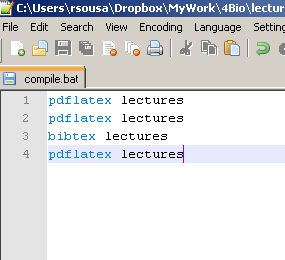 C:\Users\rsousa\Dropbox\MyWork\4Bio\lectur
File Edit Search View Encoding Language Settin
compile.bat
1 pdflatex lectures
2 pdflatex lectures
3 bibtex lectures
4 pdflatex lectures